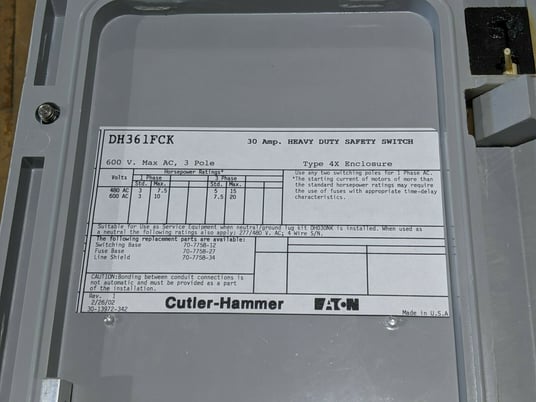 DH361FCK 30 Amp. HEAVY DUTY SAFETY SWITCH
600 V. Max AC, 3 Pole Type 4X Enclosure
Horsepower Ratings*
Volts 1 Phase 3 Phase
Std. Max. Std. Max.
480 AC 3 7.5 5 15
600 AC 3 10 7.5 20
Use any two switching poles for 1 Phase AC.
*The starting current of motors of more than
the standard horsepower ratings may require
the use of fuses with appropriate time-delay
characteristics.
Suitable for Use as Service Equipment when neutral/ground lug kit DH030NK is installed. When used as
a neutral the following ratings also apply: 277/480 V. AC; 4 Wire S/N.
The following replacement parts are available:
Switching Base 70-7758-12
Fuse Base 70-7758-27
Line Shield 70-7758-34
CAUTION:Bonding between conduit connections is
not automatic and must be provided as a part
of the installation.
Rev. 1
2/26/02
30-13972-342
Cutler-Hammer EATON
Made in U.S.A